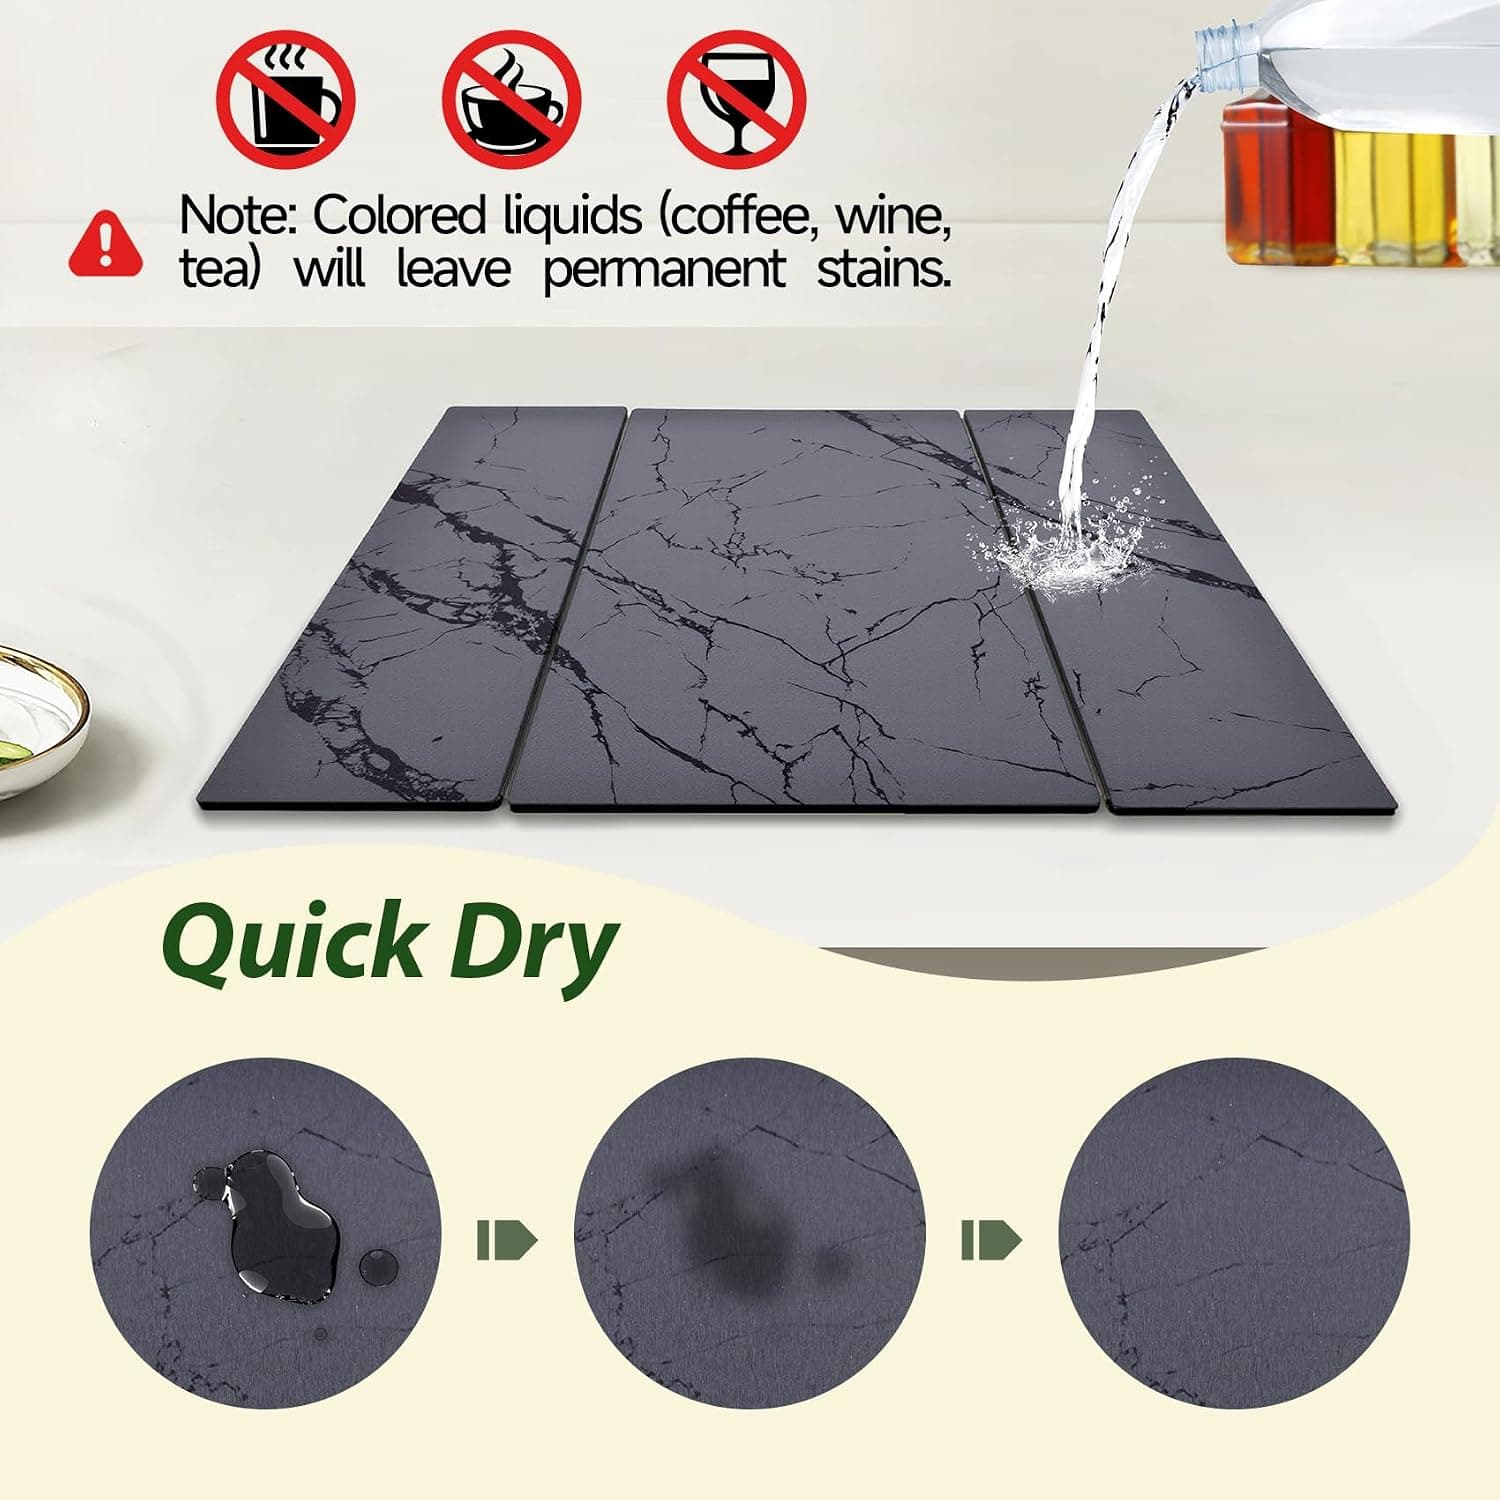 Note: Colored liquids (coffee, wine,
tea) will leave permanent stains.
Quick Dry